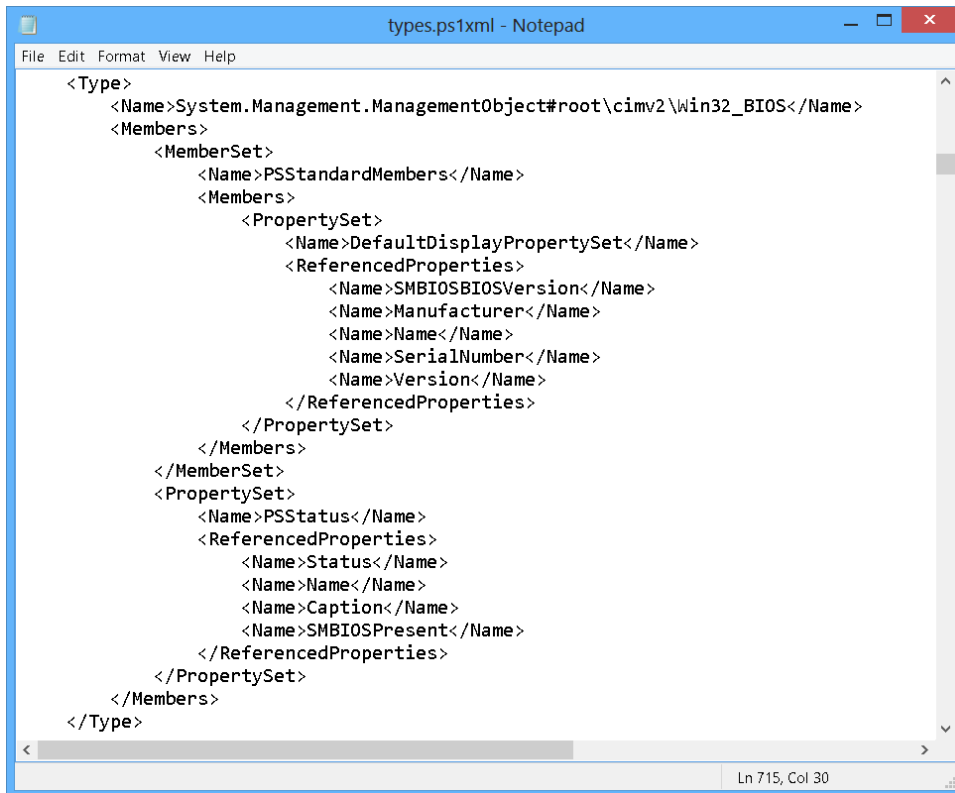 types.ps1xml - Notepad
File Edit Format View Help
<Type>
<Name>System.Management.ManagementObject#root\cimv2\Win32_BIOS</Name>
<Members>
<MemberSet>
<Name>PSStandardMembers</Name>
<Members>
<PropertySet>
<Name>DefaultDisplayPropertySet</Name>
<ReferencedProperties>
<Name>SMBIOSBIOSVersion</Name>
<Name>Manufacturer</Name>
<Name>Name</Name>
<Name>SerialNumber</Name>
<Name>Version</Name>
</ReferencedProperties>
</PropertySet>
</Members>
</MemberSet>
<PropertySet>
<Name>PSStatus</Name>
<ReferencedProperties>
<Name>Status</Name>
<Name>Name</Name>
<Name>Caption</Name>
<Name>SMBIOSPresent</Name>
</ReferencedProperties>
</PropertySet>
</Members>
</Type>
Ln 715, Col 30